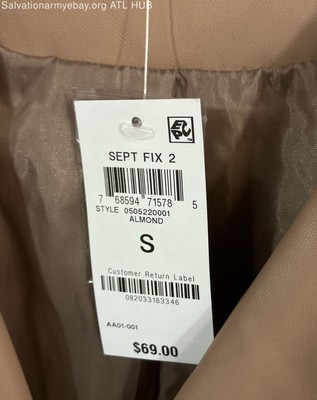 Salvationarmyebay.org ATL HUB
EPC
SEPT FIX 2
7 68594 71578 5
STYLE 0505220001
ALMOND
S
Customer Return Label
082033183346
AA01-001
$69.00